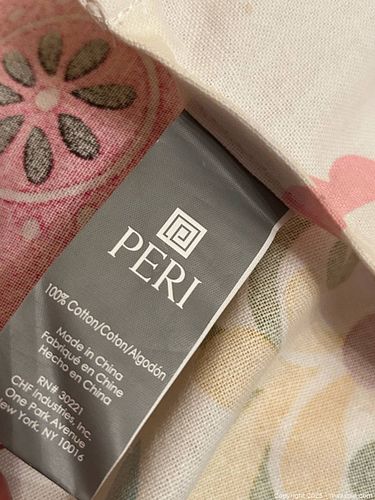 PERI
100% Cotton/Coton/Algodón
Made in China
Fabriqué en Chine
Hecho en China
RN# 30221
CHF Industries, Inc.
One Park Avenue
New York, NY 10016